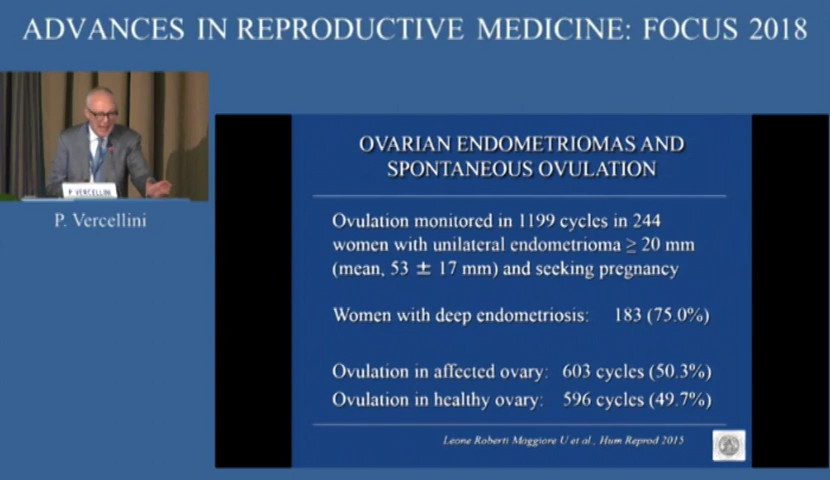 ADVANCES IN REPRODUCTIVE MEDICINE: FOCUS 2018
P. VERCELLINI
P. Vercellini
OVARIAN ENDOMETRIOMAS AND
SPONTANEOUS OVULATION
Ovulation monitored in 1199 cycles in 244
women with unilateral endometrioma ≥ 20 mm
(mean, 53 ± 17 mm) and seeking pregnancy
Women with deep endometriosis: 183 (75.0%)
Ovulation in affected ovary: 603 cycles (50.3%)
Ovulation in healthy ovary: 596 cycles (49.7%)
Leone Roberti Maggiore U et al., Hum Reprod 2015